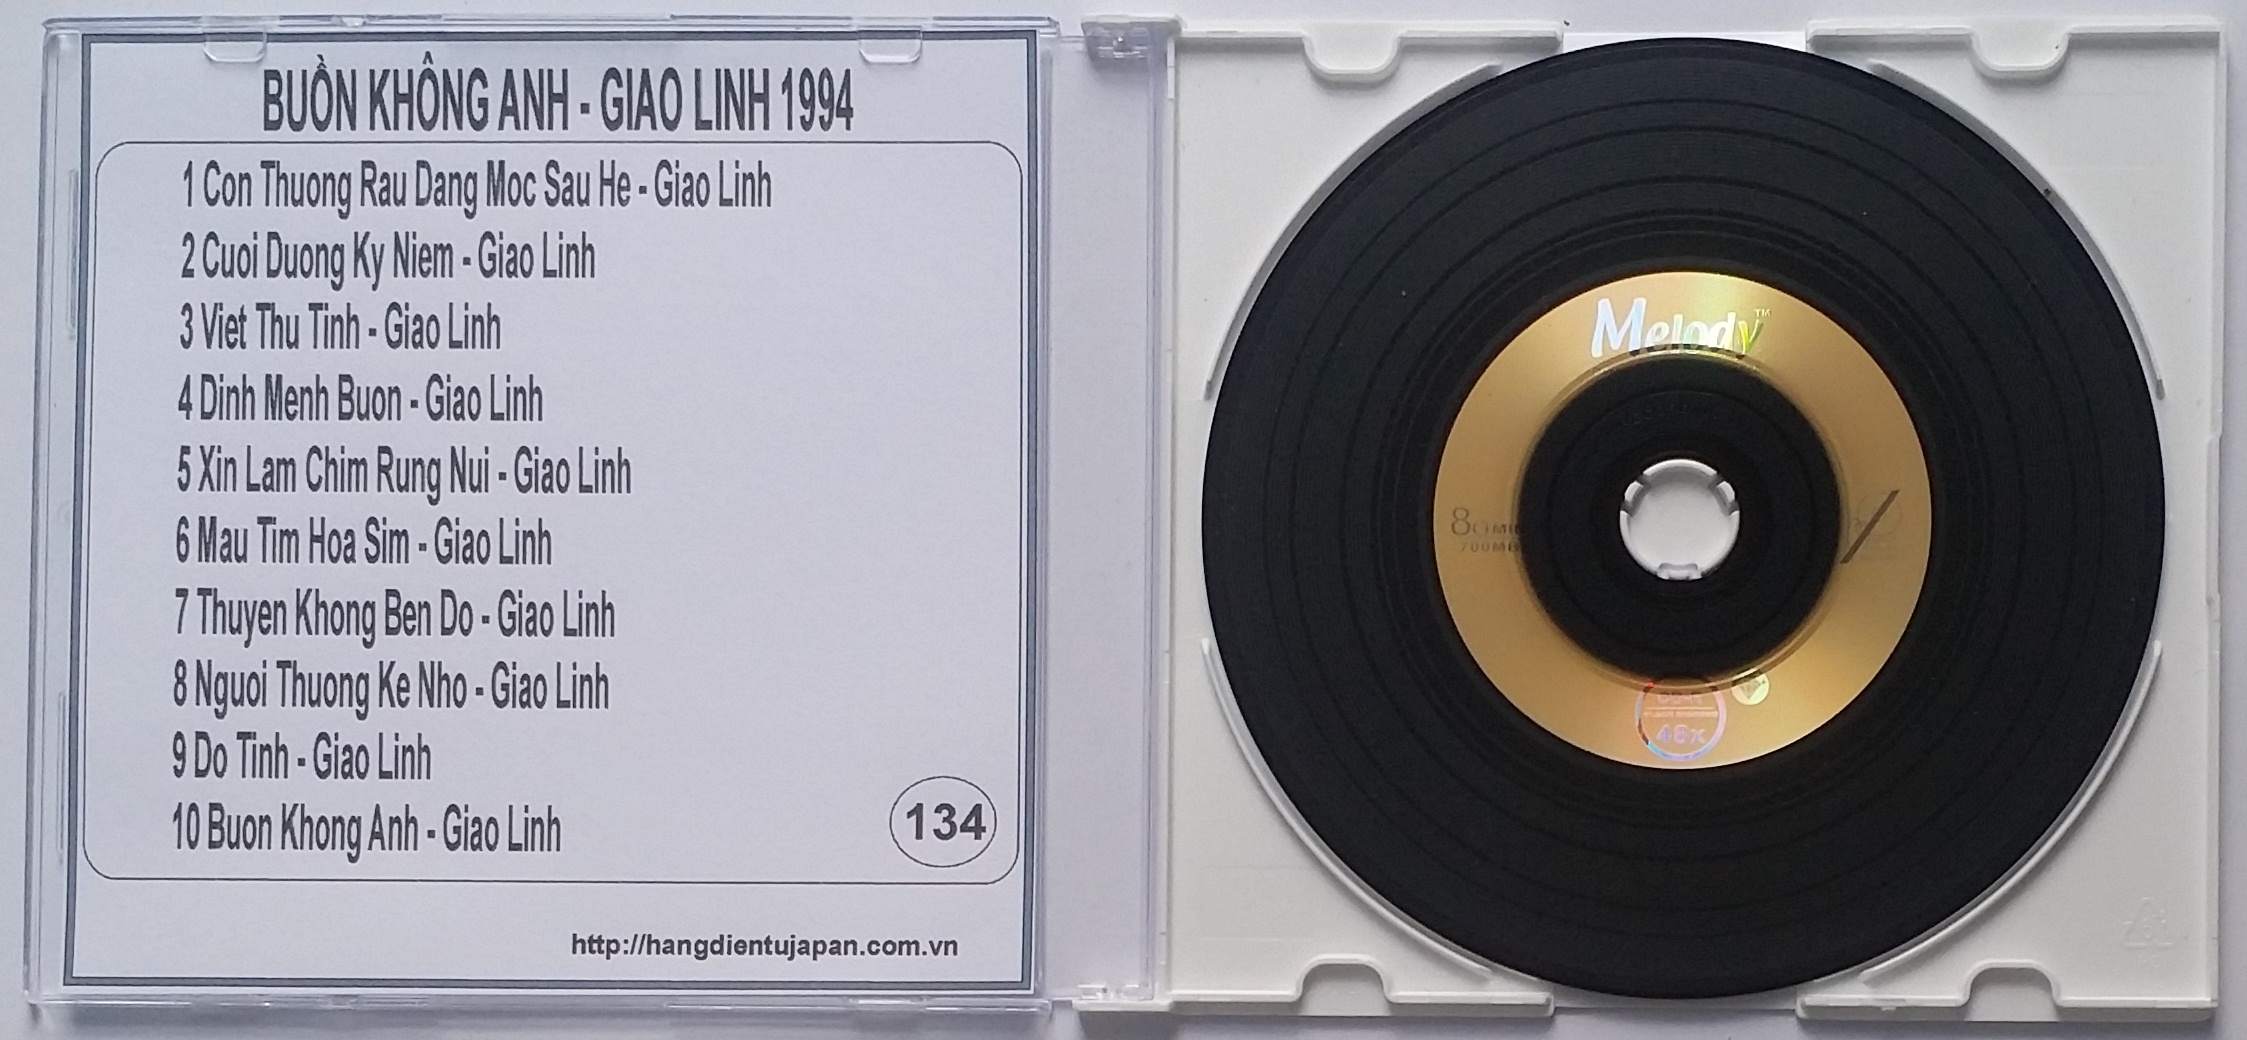 BUỒN KHÔNG ANH - GIAO LINH 1994
1 Con Thuong Rau Dang Moc Sau He - Giao Linh
2 Cuoi Duong Ky Niem - Giao Linh
3 Viet Thu Tinh - Giao Linh
4 Dinh Menh Buon - Giao Linh
5 Xin Lam Chim Rung Nui - Giao Linh
6 Mau Tim Hoa Sim - Giao Linh
7 Thuyen Khong Ben Do - Giao Linh
8 Nguoi Thuong Ke Nho - Giao Linh
9 Do Tinh - Giao Linh
10 Buon Khong Anh - Giao Linh
134
http://hangdientujapan.com.vn
Melody™
80 MIN
700MB
48x